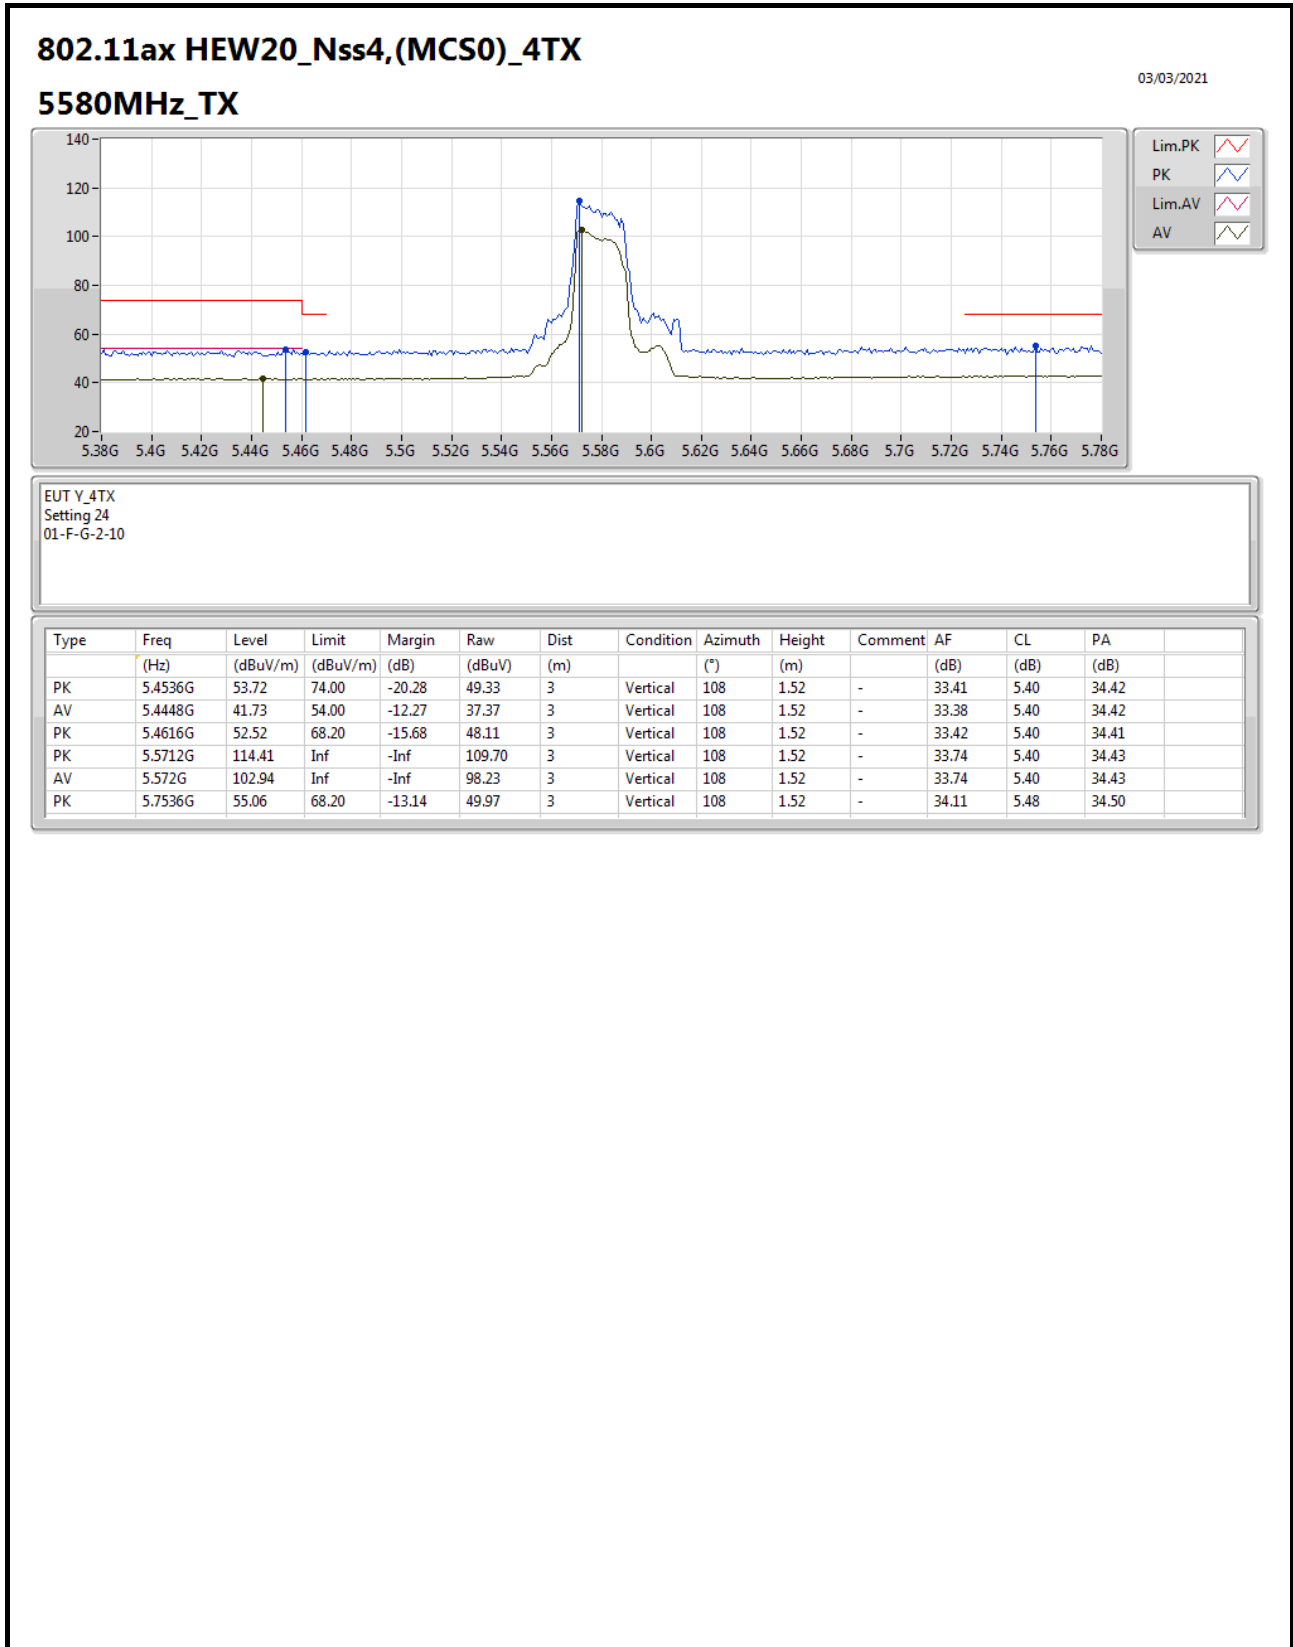 802.11ax HEW20_Nss4,(MCS0)_4TX
03/03/2021
5580MHz_TX
140
120
100
80
60
40
20
5.38G 5.4G 5.42G 5.44G 5.46G 5.48G 5.5G 5.52G 5.54G 5.56G 5.58G 5.6G 5.62G 5.64G 5.66G 5.68G 5.7G 5.72G 5.74G 5.76G 5.78G
Lim.PK
PK
Lim.AV
AV
EUT Y_4TX
Setting 24
01-F-G-2-10
Type Freq Level Limit Margin Raw Dist Condition Azimuth Height Comment AF CL PA
(Hz) (dBuV/m) (dBuV/m) (dB) (dBuV) (m) (°) (m) (dB) (dB) (dB)
PK 5.4536G 53.72 74.00 -20.28 49.33 3 Vertical 108 1.52 - 33.41 5.40 34.42
AV 5.4448G 41.73 54.00 -12.27 37.37 3 Vertical 108 1.52 - 33.38 5.40 34.42
PK 5.4616G 52.52 68.20 -15.68 48.11 3 Vertical 108 1.52 - 33.42 5.40 34.41
PK 5.5712G 114.41 Inf -Inf 109.70 3 Vertical 108 1.52 - 33.74 5.40 34.43
AV 5.572G 102.94 Inf -Inf 98.23 3 Vertical 108 1.52 - 33.74 5.40 34.43
PK 5.7536G 55.06 68.20 -13.14 49.97 3 Vertical 108 1.52 - 34.11 5.48 34.50